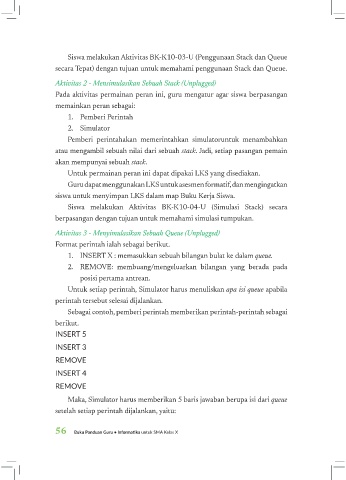 Siswa melakukan Aktivitas BK-K10-03-U (Penggunaan Stack dan Queue
secara Tepat) dengan tujuan untuk memahami penggunaan Stack dan Queue.
Aktivitas 2 - Mensimulasikan Sebuah Stack (Unplugged)
Pada aktivitas permainan peran ini, guru mengatur agar siswa berpasangan
memainkan peran sebagai:
1. Pemberi Perintah
2. Simulator
Pemberi perintahakan memerintahkan simulatoruntuk menambahkan
atau mengambil sebuah nilai dari sebuah stack. Jadi, setiap pasangan pemain
akan mempunyai sebuah stack.
Untuk permainan peran ini dapat dipakai LKS yang disediakan.
Guru dapat menggunakan LKS untuk asesmen formatif, dan mengingatkan
siswa untuk menyimpan LKS dalam map Buku Kerja Siswa.
Siswa melakukan Aktivitas BK-K10-04-U (Simulasi Stack) secara
berpasangan dengan tujuan untuk memahami simulasi tumpukan.
Aktivitas 3 - Menyimulasikan Sebuah Queue (Unplugged)
Format perintah ialah sebagai berikut.
1. INSERT X : memasukkan sebuah bilangan bulat ke dalam queue.
2. REMOVE: membuang/mengeluarkan bilangan yang berada pada
posisi pertama antrean.
Untuk setiap perintah, Simulator harus menuliskan apa isi queue apabila
perintah tersebut selesai dijalankan.
Sebagai contoh, pemberi perintah memberikan perintah-perintah sebagai
berikut.
INSERT 5
INSERT 3
REMOVE
INSERT 4
REMOVE
Maka, Simulator harus memberikan 5 baris jawaban berupa isi dari queue
setelah setiap perintah dijalankan, yaitu:
56 Buku Panduan Guru • Informatika untuk SMA Kelas X